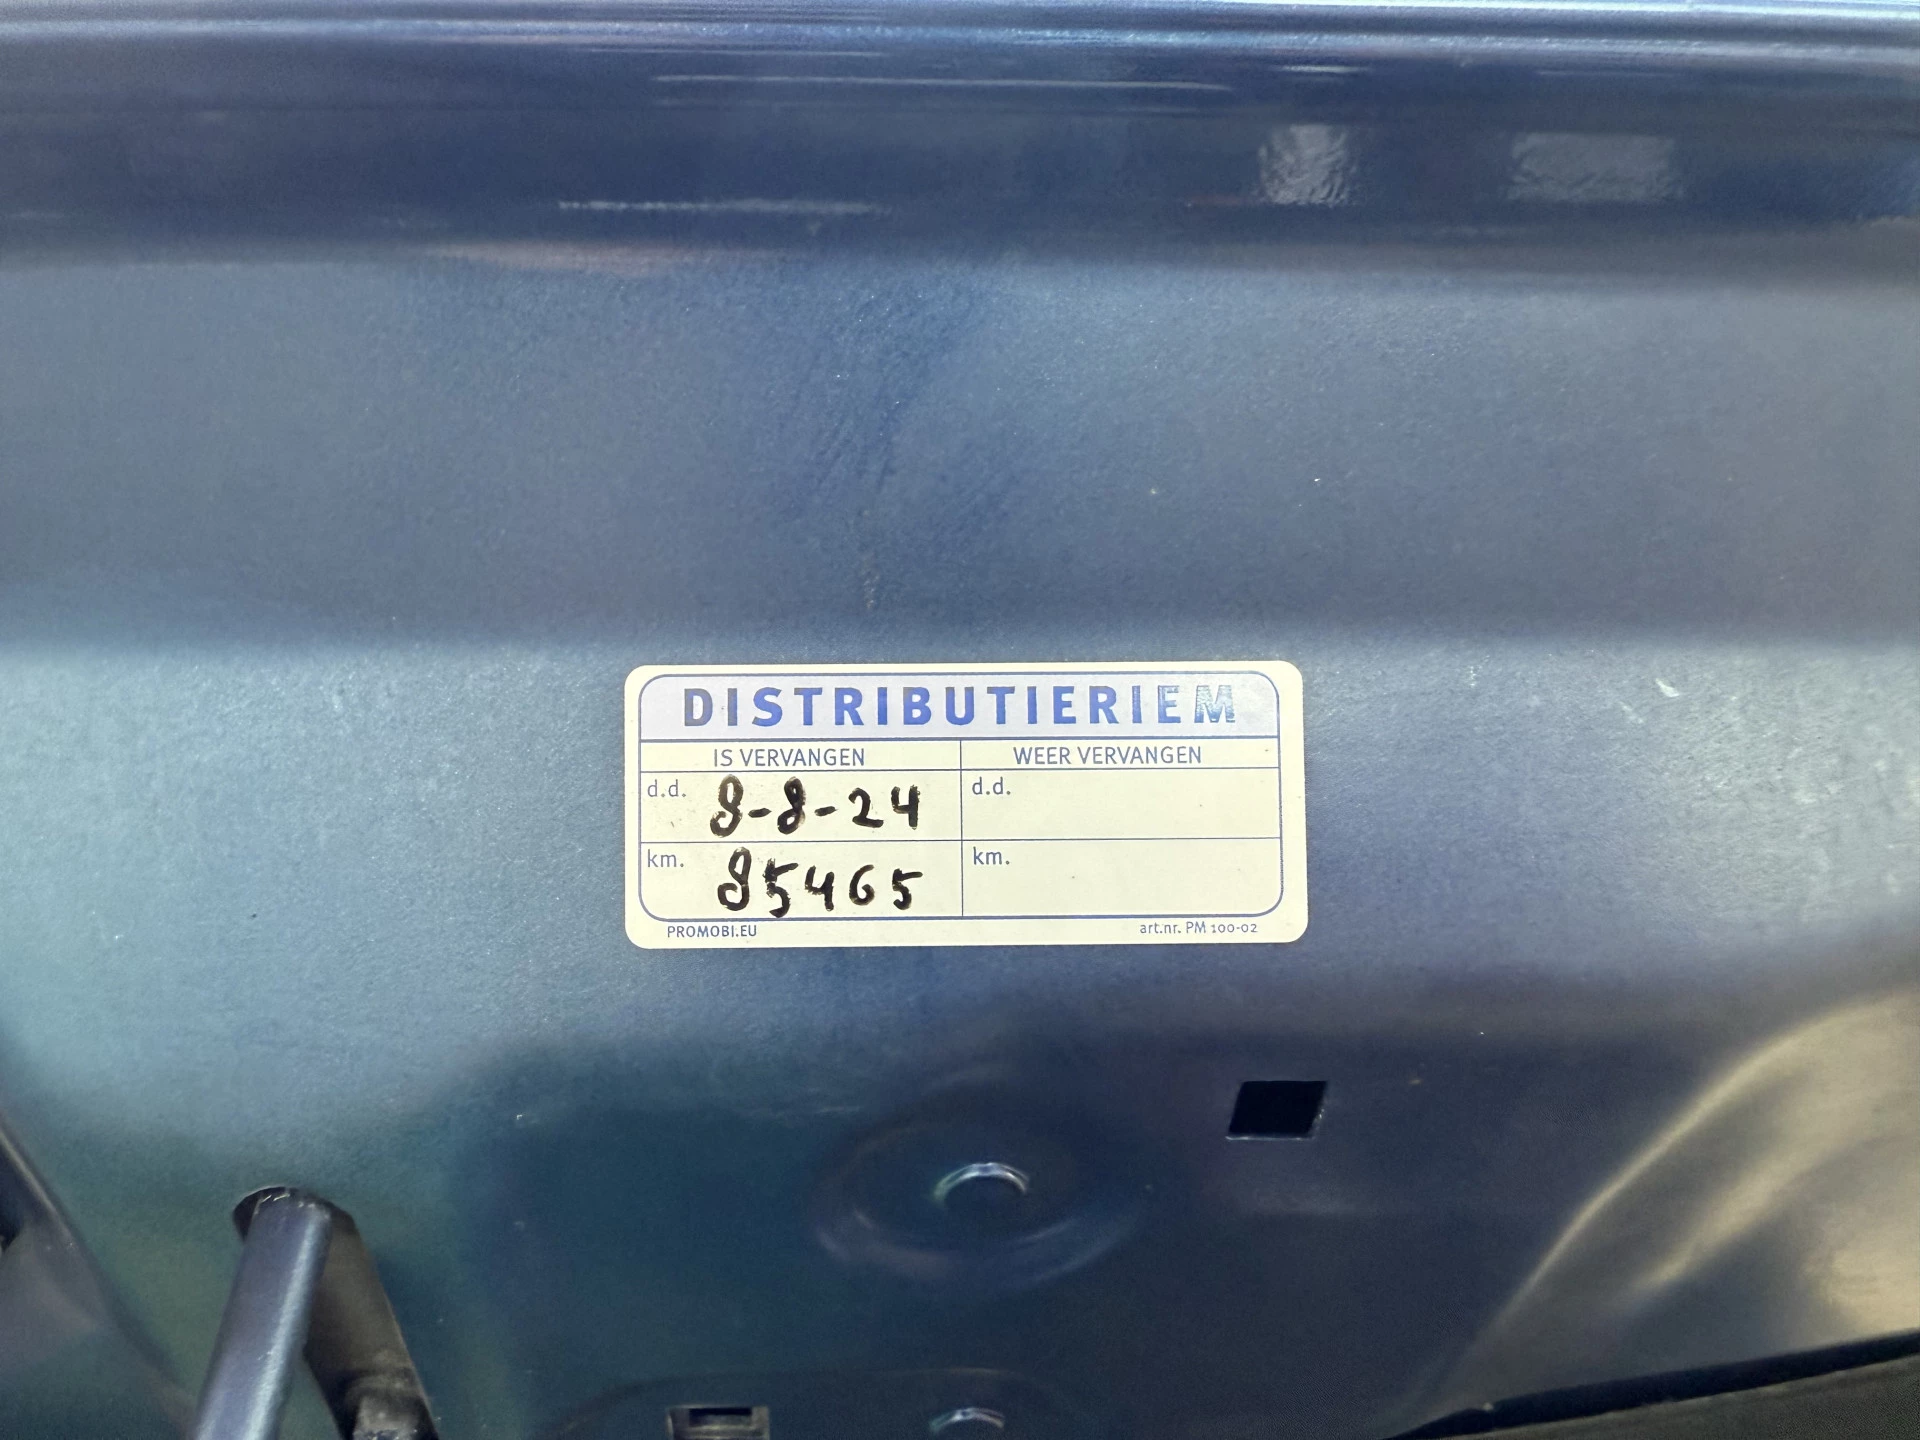 DISTRIBUTIERIEM
IS VERVANGEN WEER VERVANGEN
d.d. 8-8-24 d.d.
km. 85465 km.
PROMOBI.EU art.nr. PM 100-02